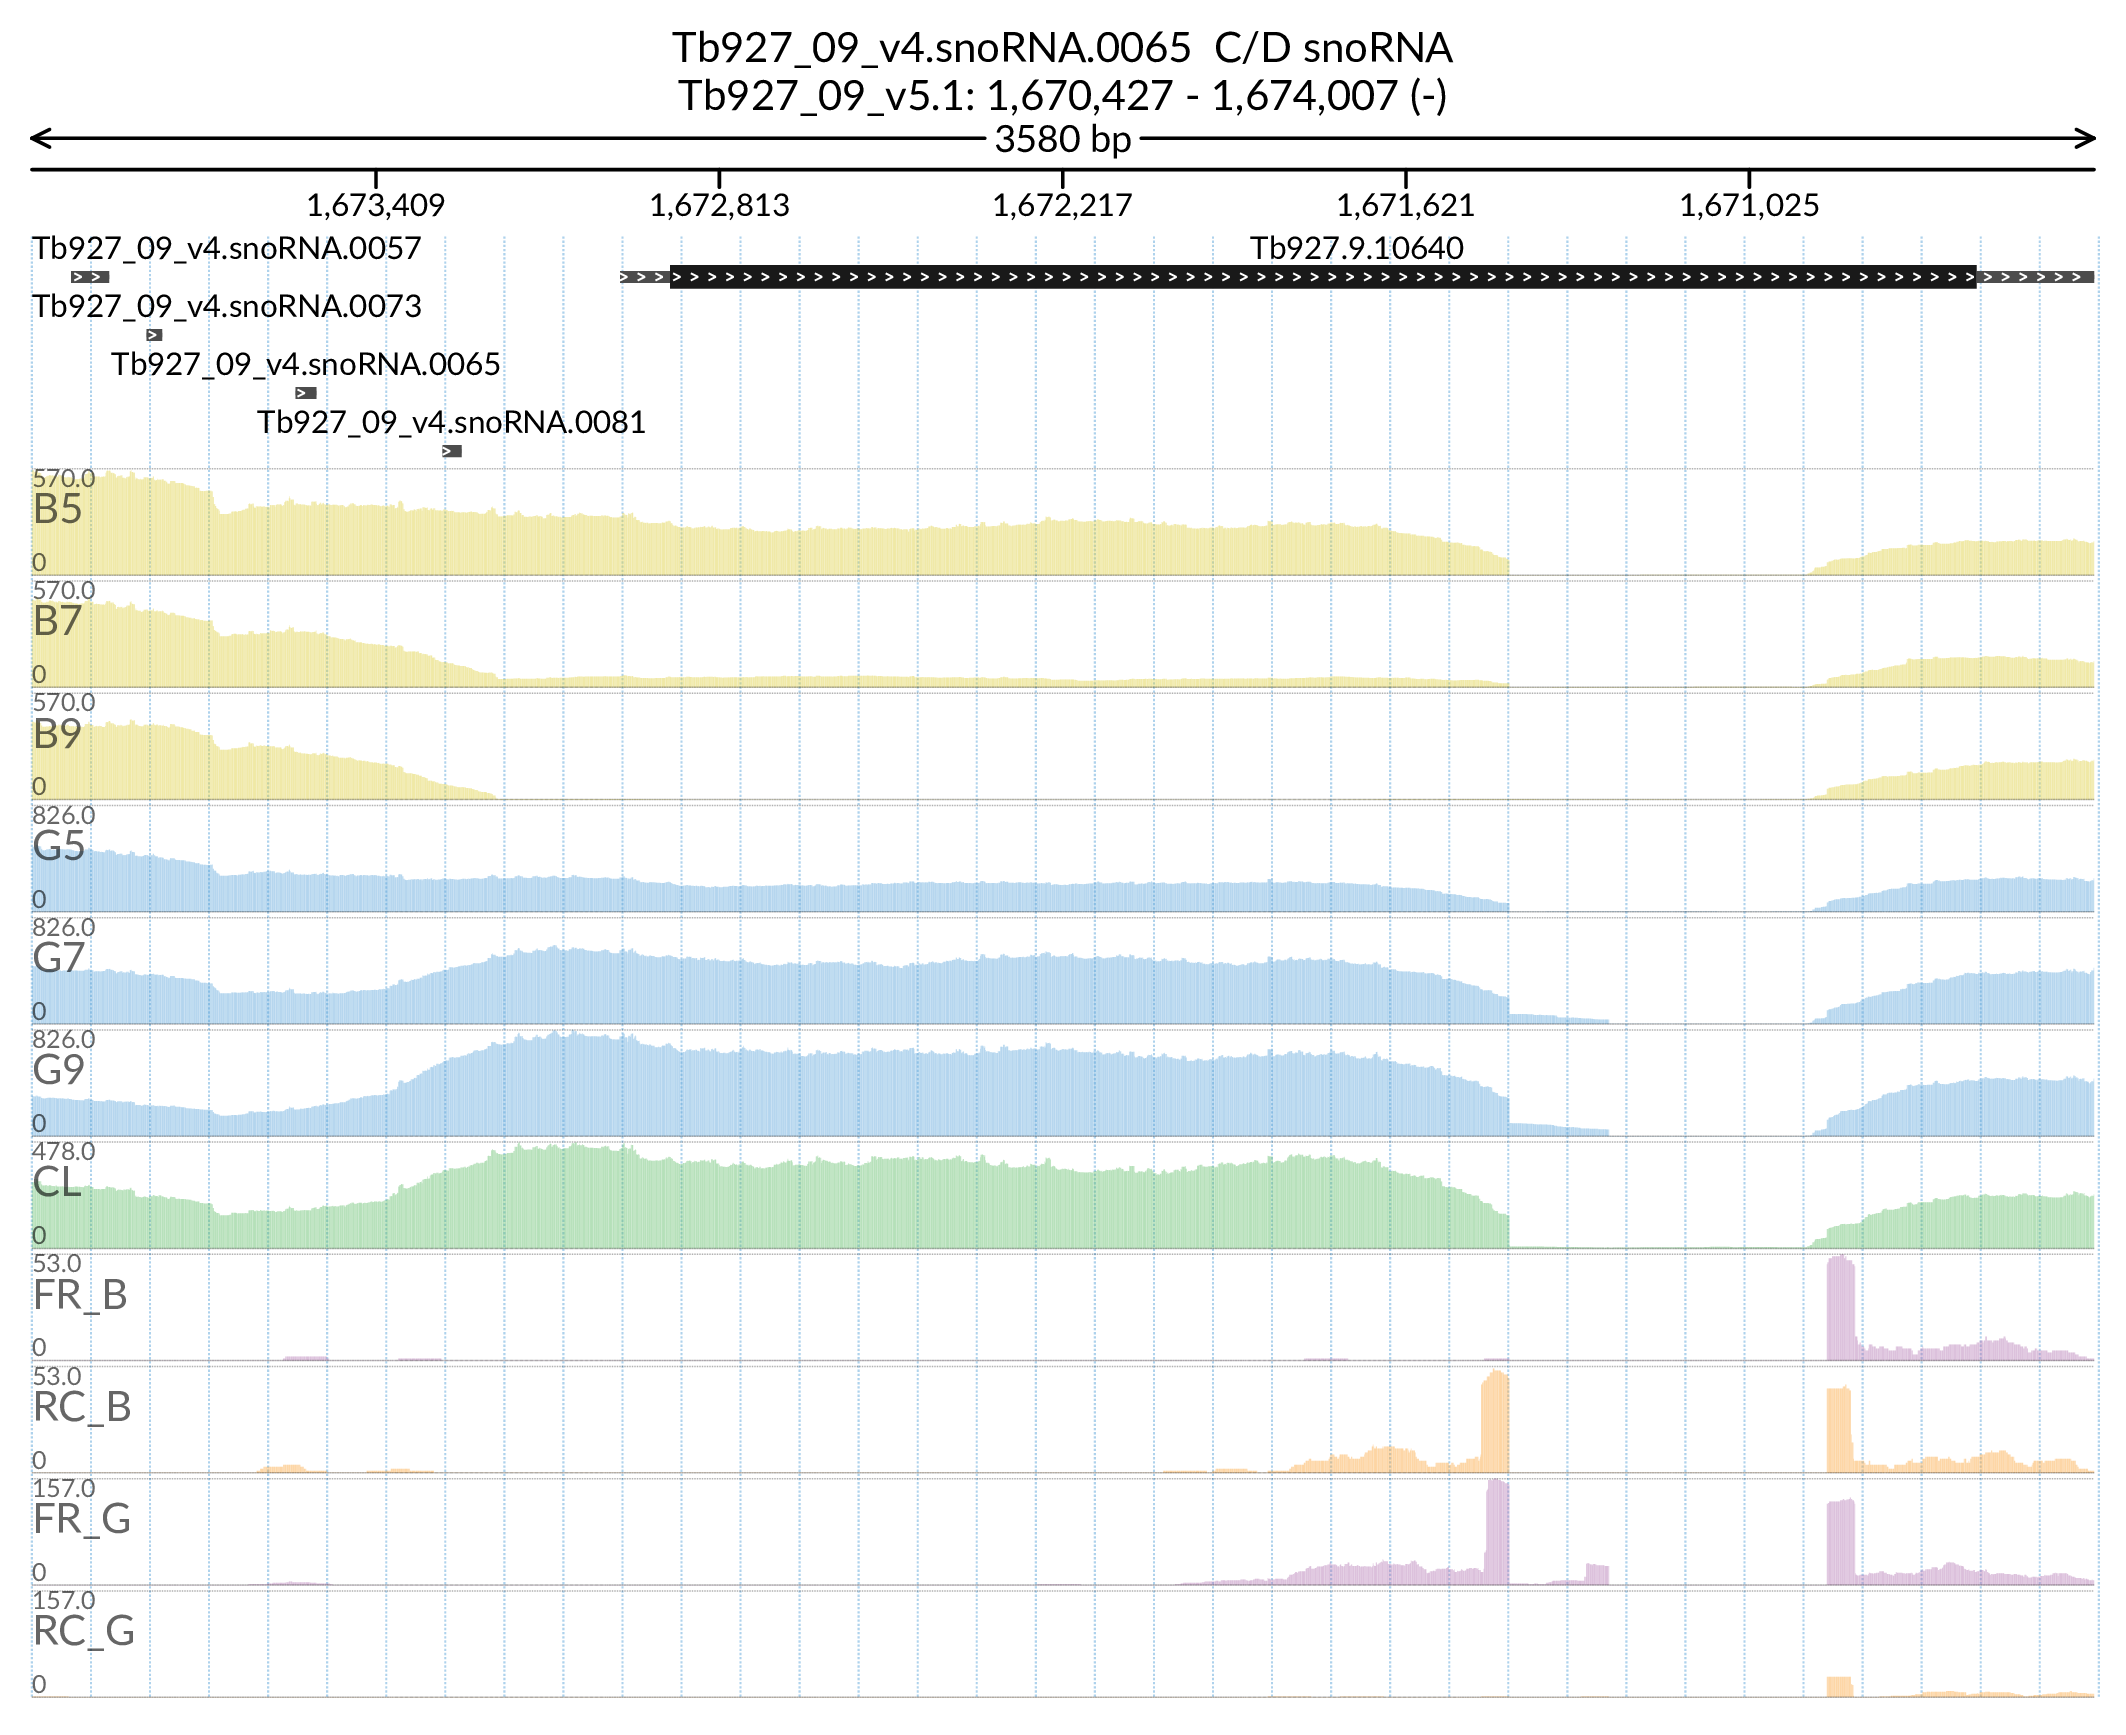 Tb927_09_v4.snoRNA.0065 C/D snoRNA
Tb927_09_v5.1: 1,670,427 - 1,674,007 (-)
3580 bp
1,673,409 1,672,813 1,672,217 1,671,621 1,671,025
Tb927_09_v4.snoRNA.0057 Tb927.9.10640
Tb927_09_v4.snoRNA.0073
Tb927_09_v4.snoRNA.0065
Tb927_09_v4.snoRNA.0081
570.0
B5
0
570.0
B7
0
570.0
B9
0
826.0
G5
0
826.0
G7
0
826.0
G9
0
478.0
CL
0
53.0
FR_B
0
53.0
RC_B
0
157.0
FR_G
0
157.0
RC_G
0